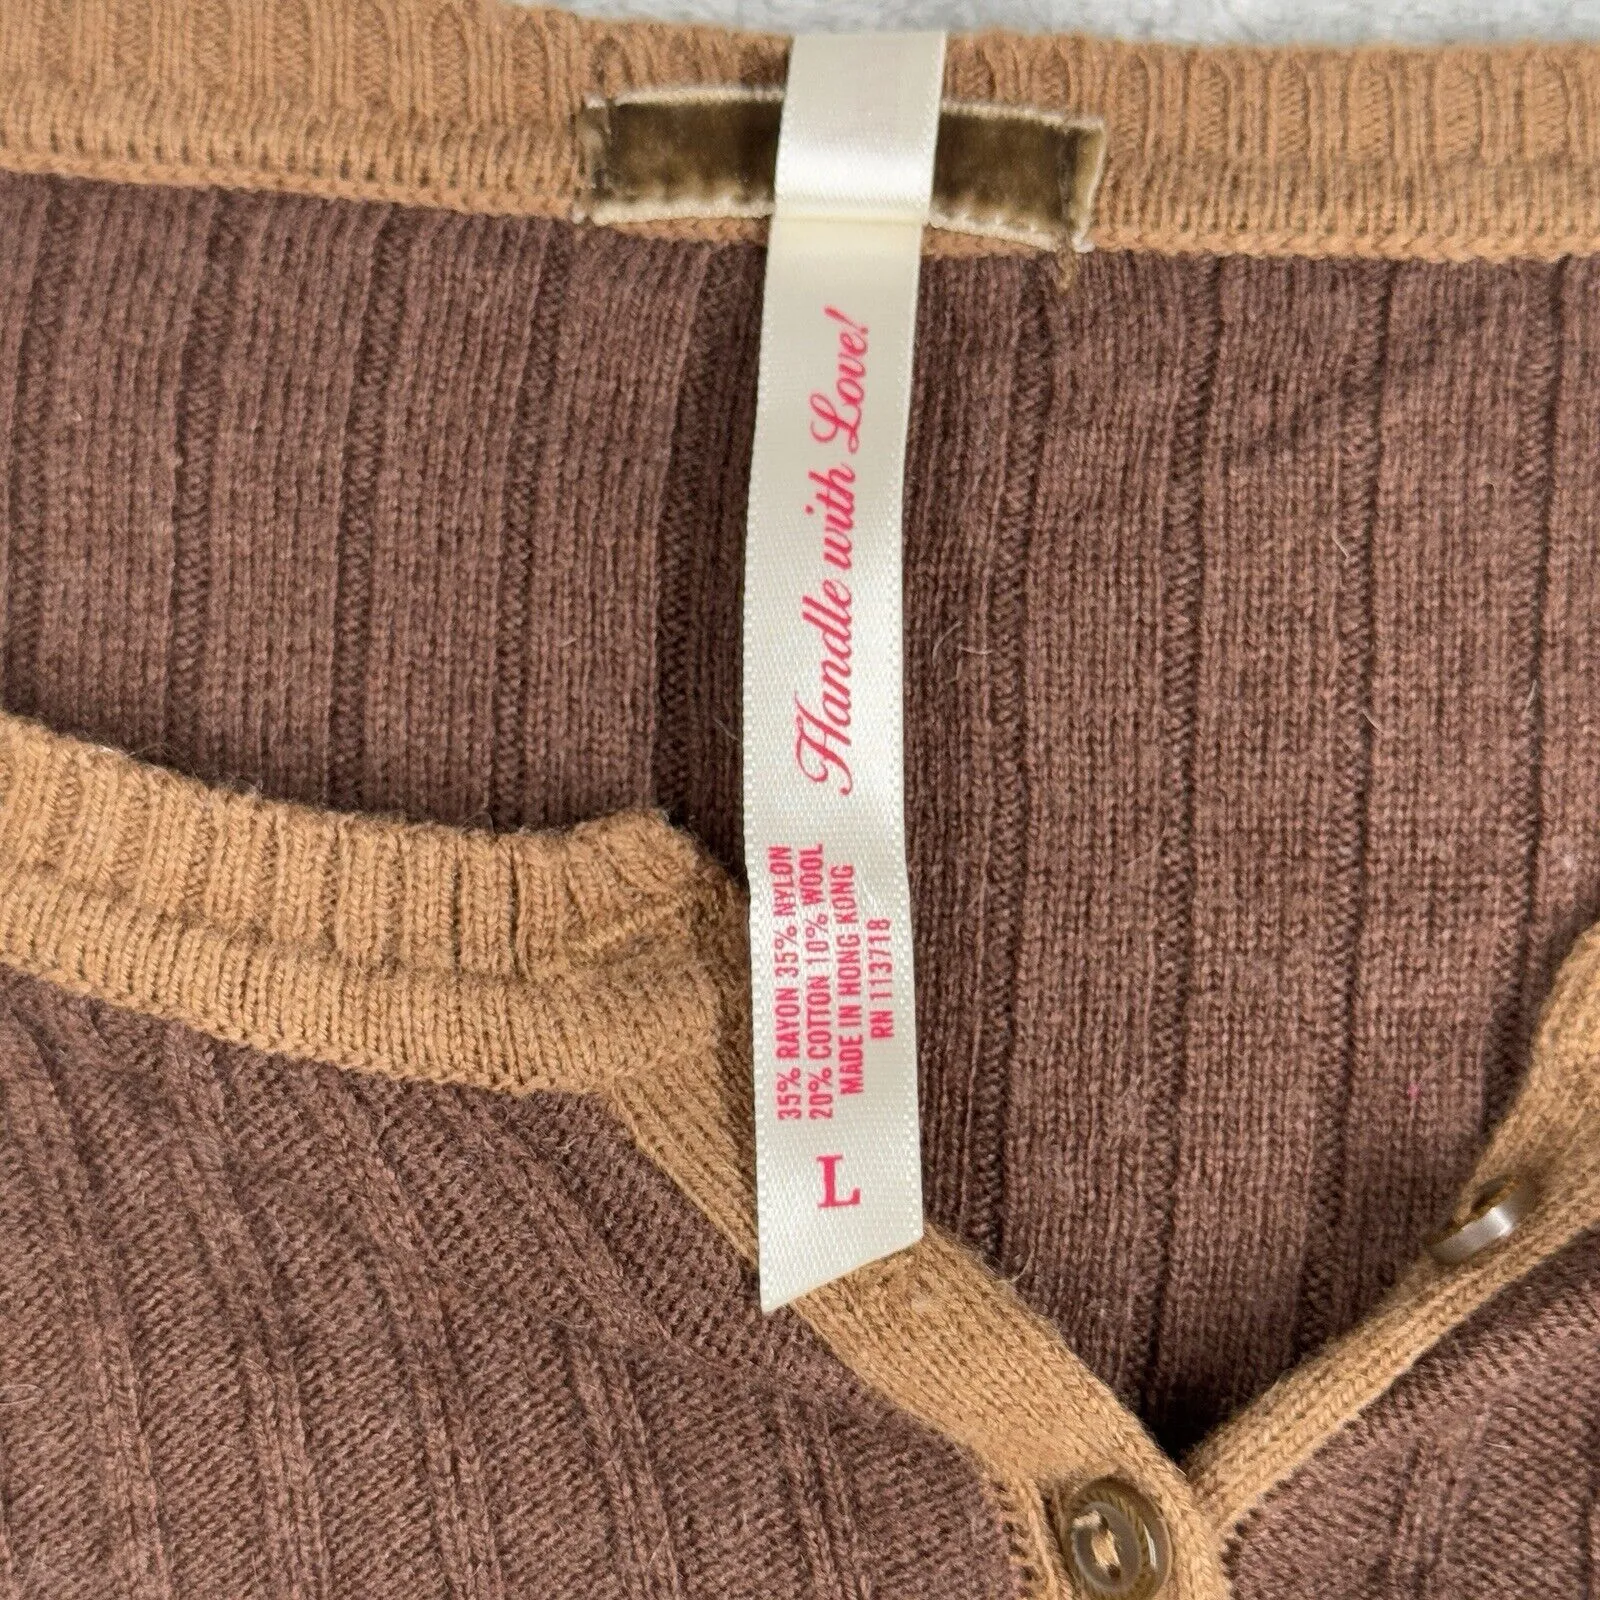 Handle with Love!
35% RAYON 35% NYLON
20% COTTON 10% WOOL
MADE IN HONG KONG
RN 113718
L